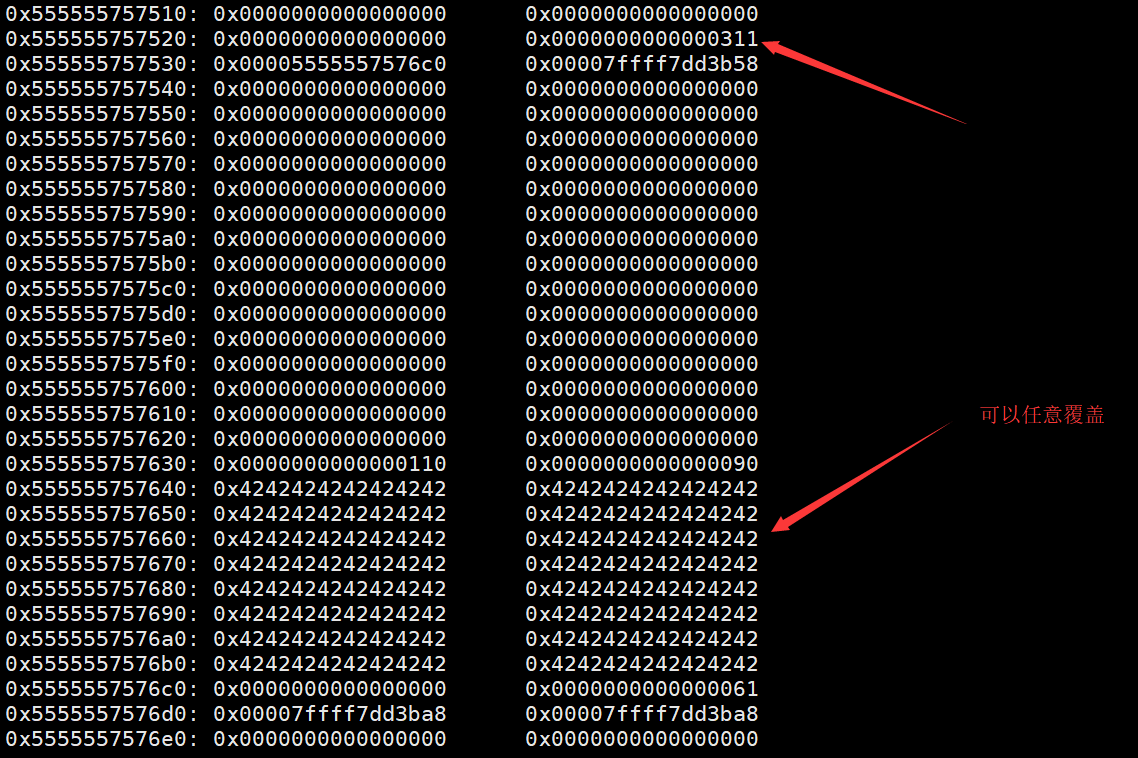 0x555555757510: 0x0000000000000000 0x0000000000000000
0x555555757520: 0x0000000000000000 0x0000000000000311
0x555555757530: 0x00005555557576c0 0x00007ffff7dd3b58
0x555555757540: 0x0000000000000000 0x0000000000000000
0x555555757550: 0x0000000000000000 0x0000000000000000
0x555555757560: 0x0000000000000000 0x0000000000000000
0x555555757570: 0x0000000000000000 0x0000000000000000
0x555555757580: 0x0000000000000000 0x0000000000000000
0x555555757590: 0x0000000000000000 0x0000000000000000
0x5555557575a0: 0x0000000000000000 0x0000000000000000
0x5555557575b0: 0x0000000000000000 0x0000000000000000
0x5555557575c0: 0x0000000000000000 0x0000000000000000
0x5555557575d0: 0x0000000000000000 0x0000000000000000
0x5555557575e0: 0x0000000000000000 0x0000000000000000
0x5555557575f0: 0x0000000000000000 0x0000000000000000
0x555555757600: 0x0000000000000000 0x0000000000000000
0x555555757610: 0x0000000000000000 0x0000000000000000
可以任意覆盖
0x555555757620: 0x0000000000000000 0x0000000000000000
0x555555757630: 0x0000000000000110 0x0000000000000090
0x555555757640: 0x4242424242424242 0x4242424242424242
0x555555757650: 0x4242424242424242 0x4242424242424242
0x555555757660: 0x4242424242424242 0x4242424242424242
0x555555757670: 0x4242424242424242 0x4242424242424242
0x555555757680: 0x4242424242424242 0x4242424242424242
0x555555757690: 0x4242424242424242 0x4242424242424242
0x5555557576a0: 0x4242424242424242 0x4242424242424242
0x5555557576b0: 0x4242424242424242 0x4242424242424242
0x5555557576c0: 0x0000000000000000 0x0000000000000061
0x5555557576d0: 0x00007ffff7dd3ba8 0x00007ffff7dd3ba8
0x5555557576e0: 0x0000000000000000 0x0000000000000000